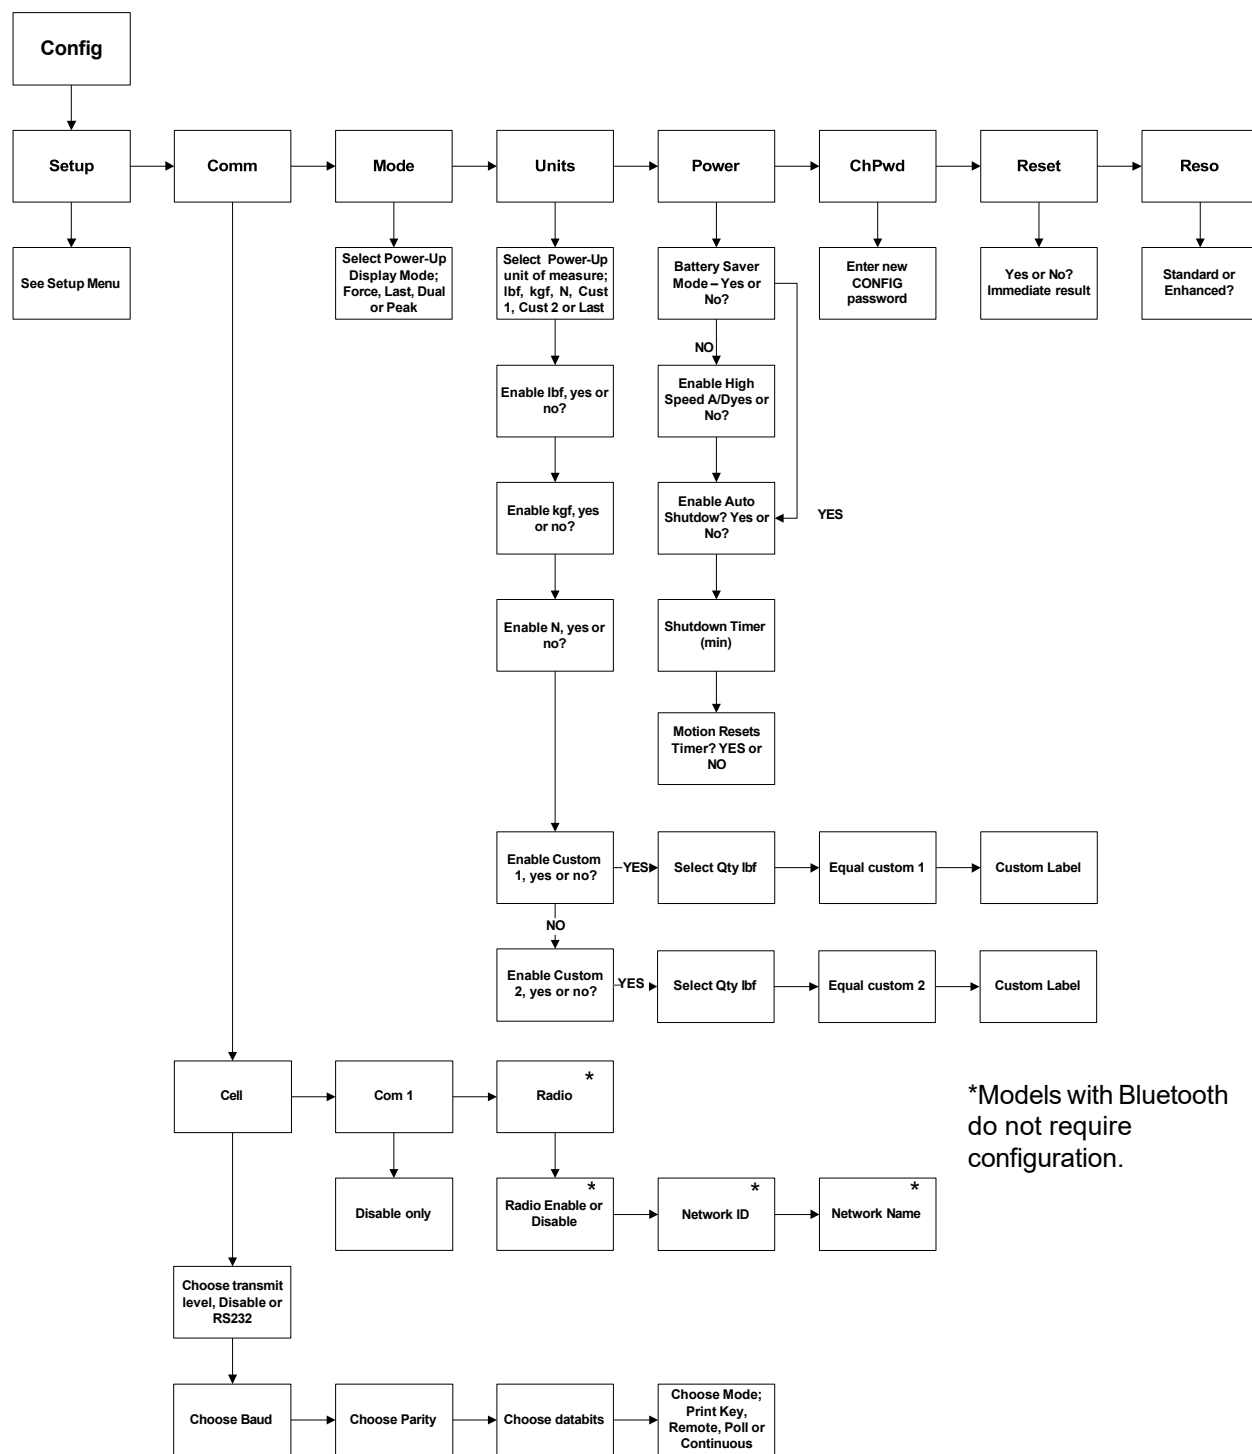 Config
Setup
Comm
Mode
Units
Power
ChPwd
Reset
Reso
See Setup Menu
Select Power-Up
Display Mode;
Force, Last, Dual
or Peak
Select Power-Up
unit of measure;
lbf, kgf, N, Cust
1, Cust 2 or Last
Battery Saver
Mode – Yes or
No?
Enter new
CONFIG
password
Yes or No?
Immediate result
Standard or
Enhanced?
NO
Enable lbf, yes or
no?
Enable High
Speed A/Dyes or
No?
Enable kgf, yes
or no?
Enable Auto
Shutdow? Yes or
No?
YES
Enable N, yes or
no?
Shutdown Timer
(min)
Motion Resets
Timer? YES or
NO
Enable Custom
1, yes or no?
YES
Select Qty lbf
Equal custom 1
Custom Label
NO
Enable Custom
2, yes or no?
YES
Select Qty lbf
Equal custom 2
Custom Label
Cell
Com 1
Radio
*
*Models with Bluetooth
do not require
configuration.
Disable only
Radio Enable or
Disable
*
Network ID
*
Network Name
*
Choose transmit
level, Disable or
RS232
Choose Baud
Choose Parity
Choose databits
Choose Mode;
Print Key,
Remote, Poll or
Continuous